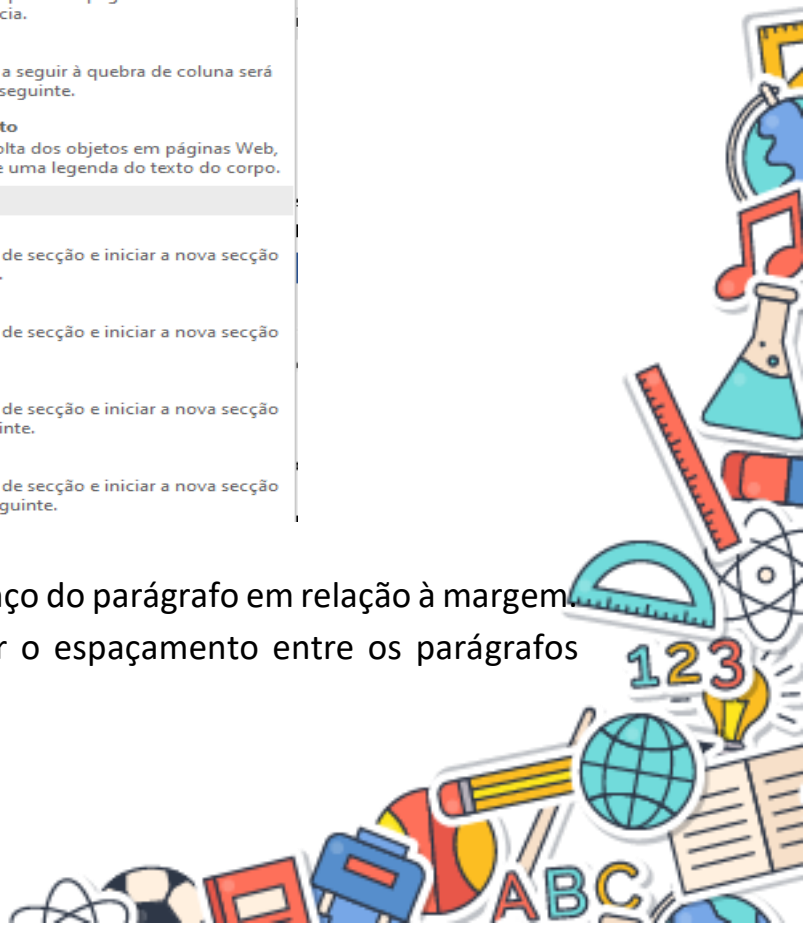 cia.
a seguir à quebra de coluna será
seguinte.
to
olta dos objetos em páginas Web,
e uma legenda do texto do corpo.
de secção e iniciar a nova secção
de secção e iniciar a nova secção
de secção e iniciar a nova secção
inte.
de secção e iniciar a nova secção
guinte.
ço do parágrafo em relação à margem.
r o espaçamento entre os parágrafos
123
ABC